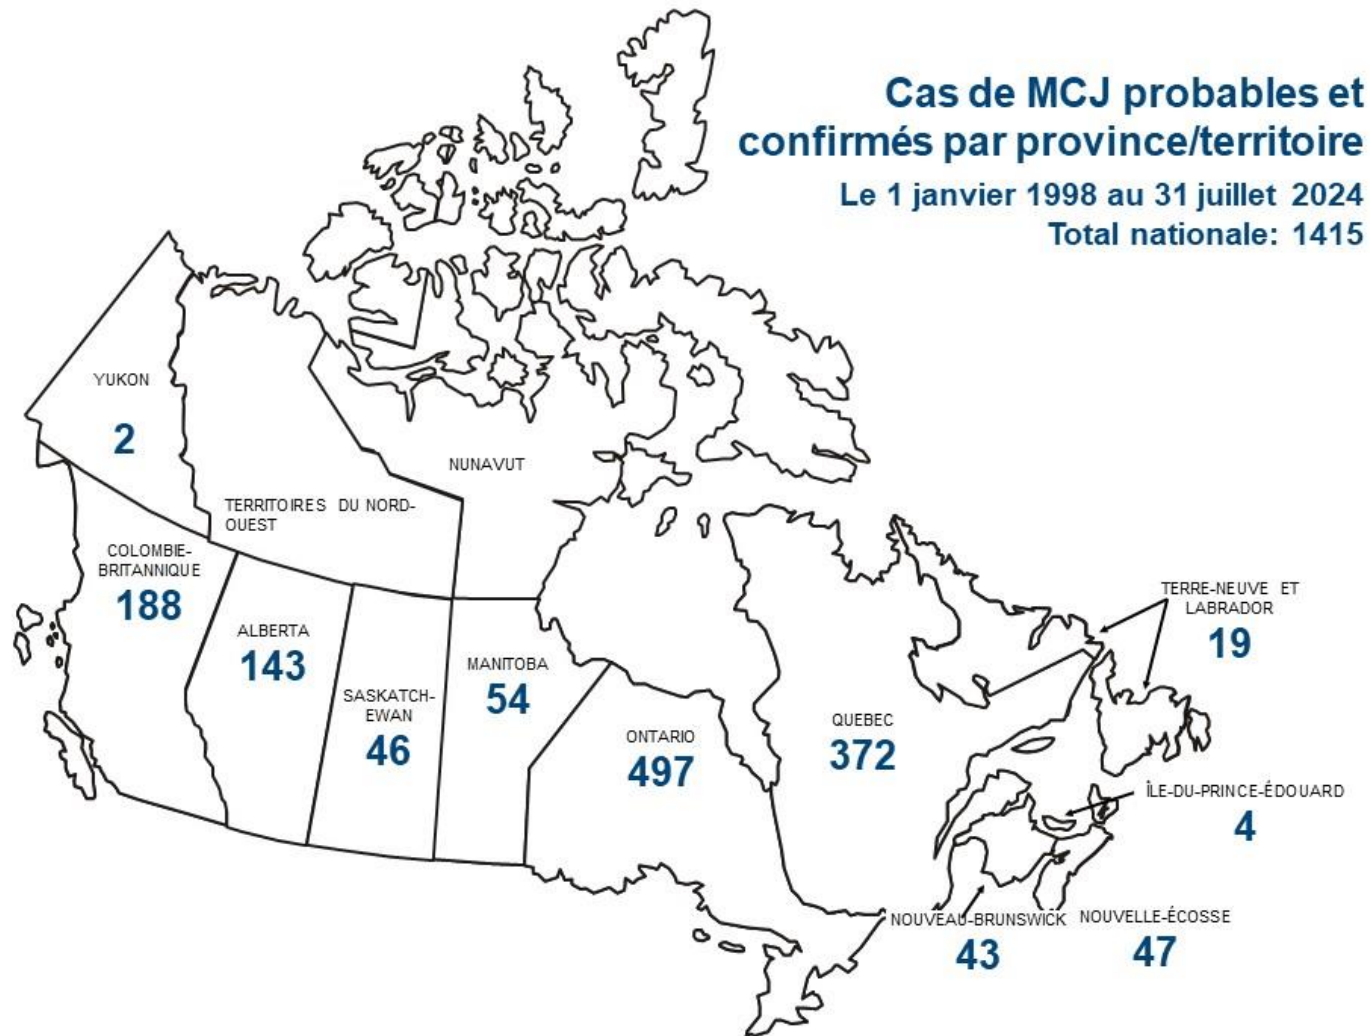 Cas de MCJ probables et
confirmés par province/territoire
Le 1 janvier 1998 au 31 juillet 2024
Total nationale: 1415
YUKON
2
NUNAVUT
TERRITOIRES DU NORD-
OUEST
COLOMBIE-
BRITANNIQUE
188
ALBERTA
143
SASKATCH-
EWAN
46
MANITOBA
54
ONTARIO
497
QUEBEC
372
TERRE-NEUVE ET
LABRADOR
19
ÎLE-DU-PRINCE-ÉDOUARD
4
NOUVEAU-BRUNSWICK
43
NOUVELLE-ÉCOSSE
47